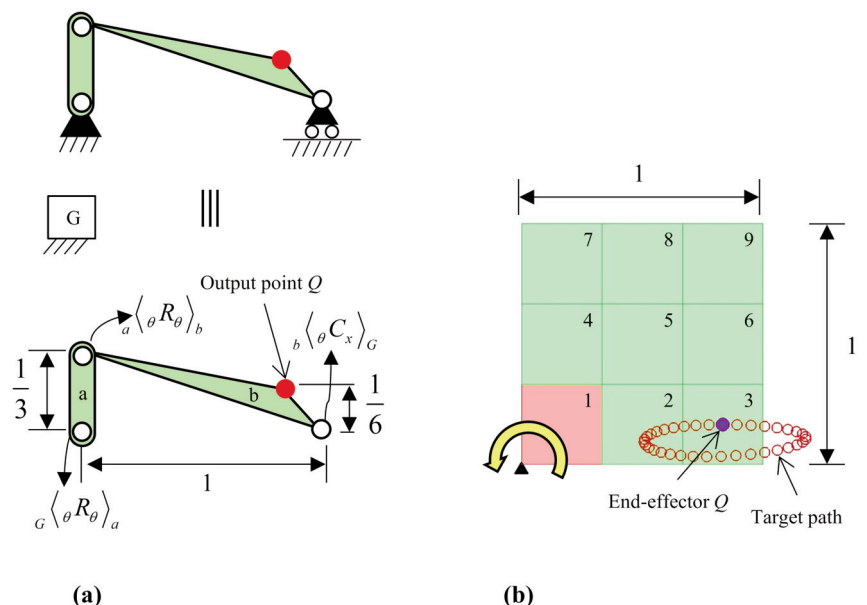 G
Output point Q
a⟨θRθ⟩b
b⟨θCx⟩G
1/3
a
b
1/6
1
G⟨θRθ⟩a
(a)
1
7 8 9
4 5 6
1
1 2 3
End-effector Q
Target path
(b)